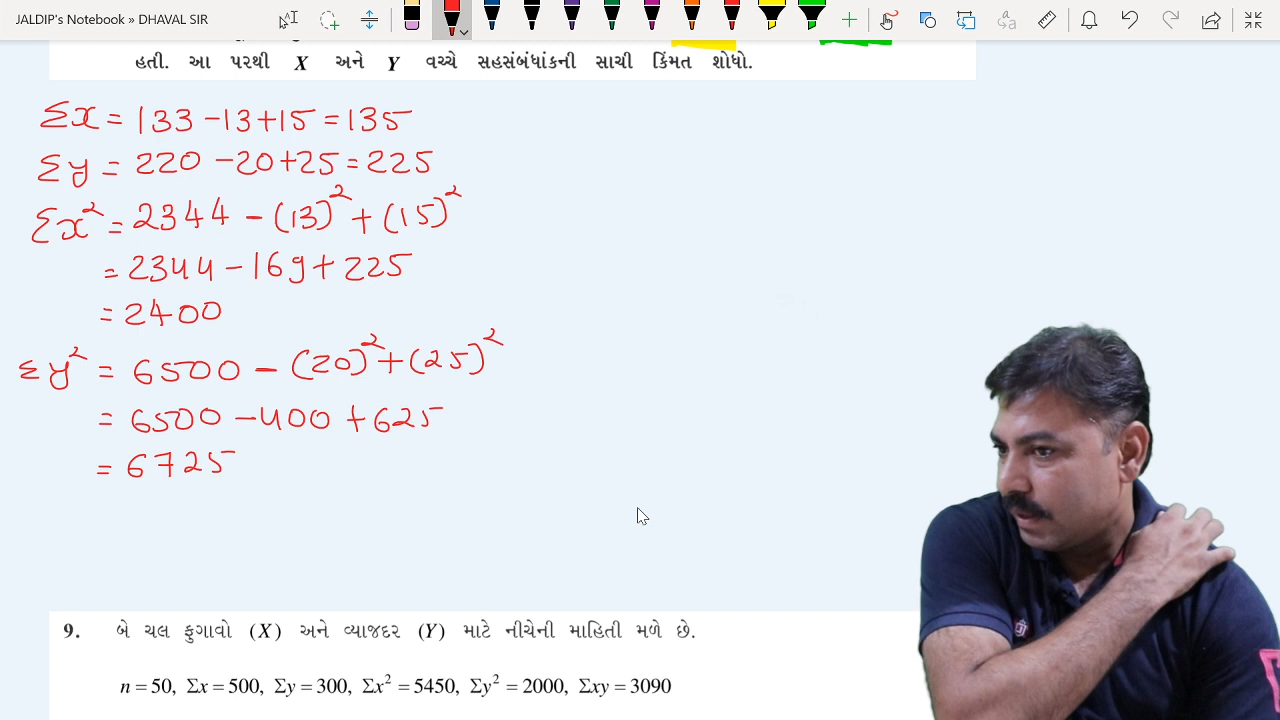 JALDIP's Notebook » DHAVAL SIR
હતી. આ પરથી X અને Y વચ્ચે સહસંબંધાંકની સાચી કિંમત શોધો.
Σx = 133 - 13 + 15 = 135
Σy = 220 - 20 + 25 = 225
Σx² = 2344 - (13)² + (15)²
= 2344 - 169 + 225
= 2400
Σy² = 6500 - (20)² + (25)²
= 6500 - 400 + 625
= 6725
9. બે ચલ ફુગાવો (X) અને વ્યાજદર (Y) માટે નીચેની માહિતી મળે છે.
n = 50, Σx = 500, Σy = 300, Σx² = 5450, Σy² = 2000, Σxy = 3090